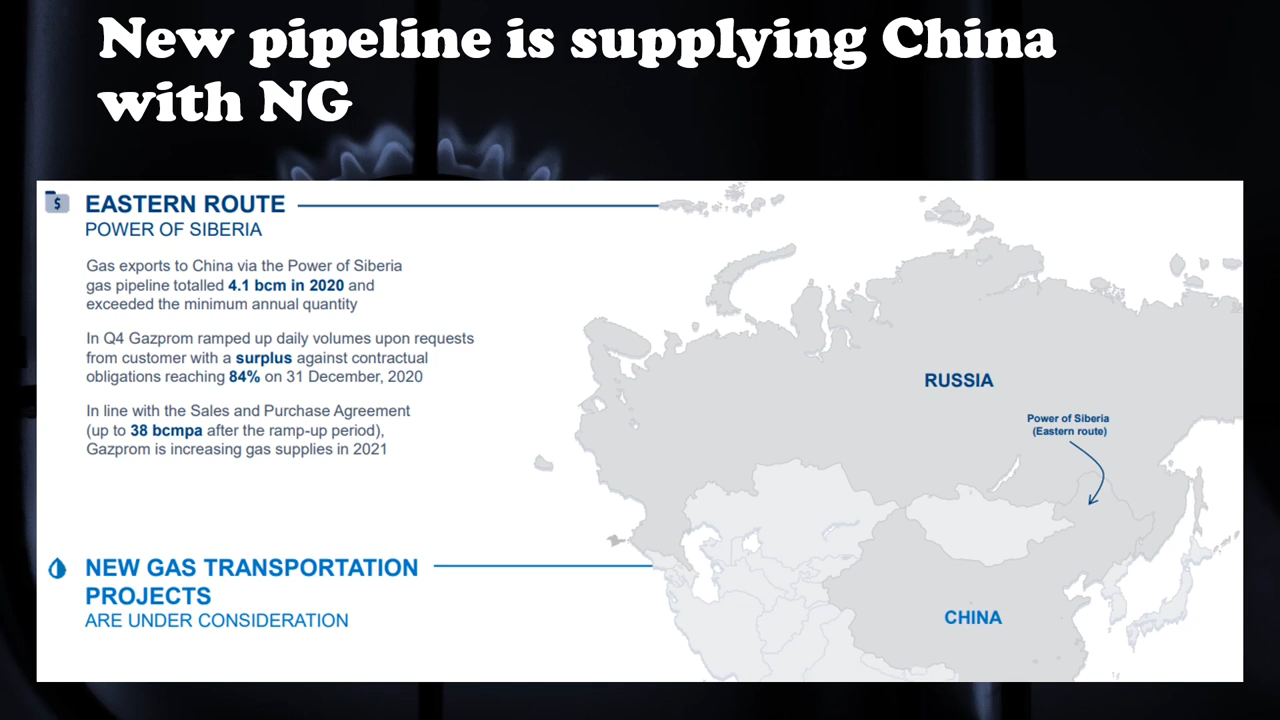 New pipeline is supplying China
with NG
$
EASTERN ROUTE
POWER OF SIBERIA
Gas exports to China via the Power of Siberia
gas pipeline totalled 4.1 bcm in 2020 and
exceeded the minimum annual quantity
In Q4 Gazprom ramped up daily volumes upon requests
from customer with a surplus against contractual
obligations reaching 84% on 31 December, 2020
In line with the Sales and Purchase Agreement
(up to 38 bcmpa after the ramp-up period),
Gazprom is increasing gas supplies in 2021
NEW GAS TRANSPORTATION
PROJECTS
ARE UNDER CONSIDERATION
RUSSIA
Power of Siberia
(Eastern route)
CHINA